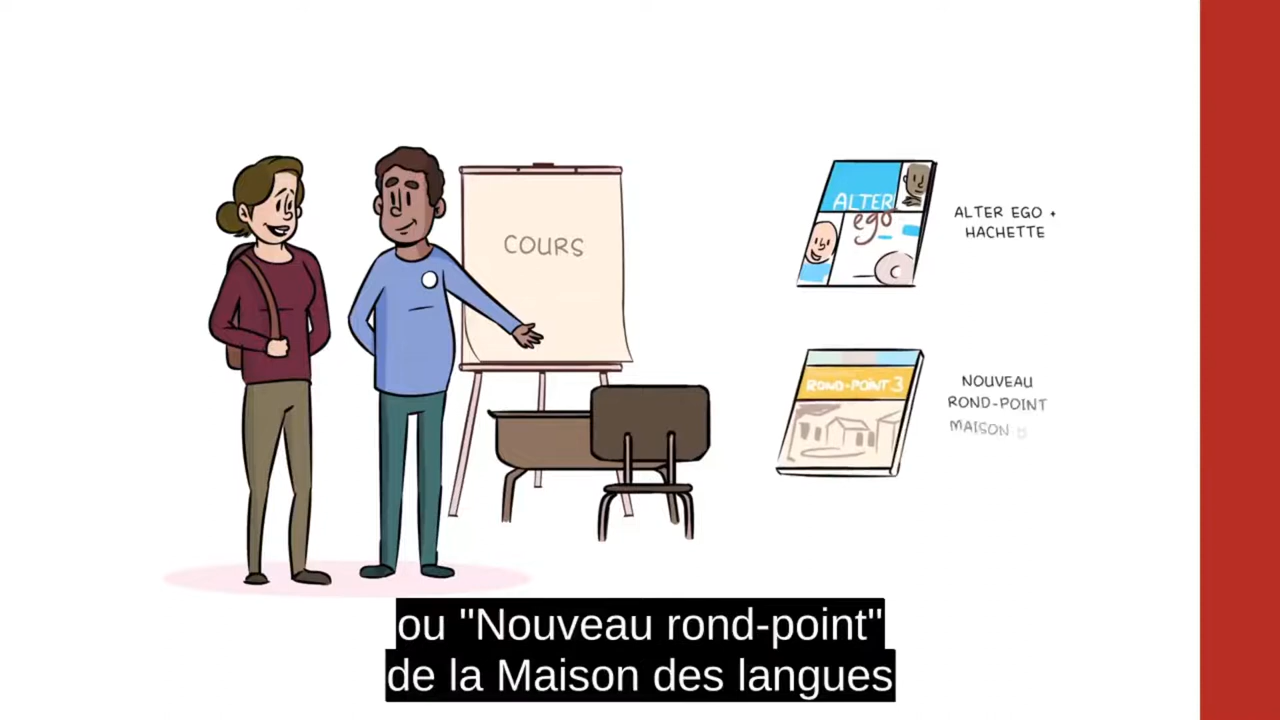 COURS
ALTER
ego
ALTER EGO +
HACHETTE
ROND-POINT 3
NOUVEAU
ROND-POINT
MAISON
ou "Nouveau rond-point"
de la Maison des langues